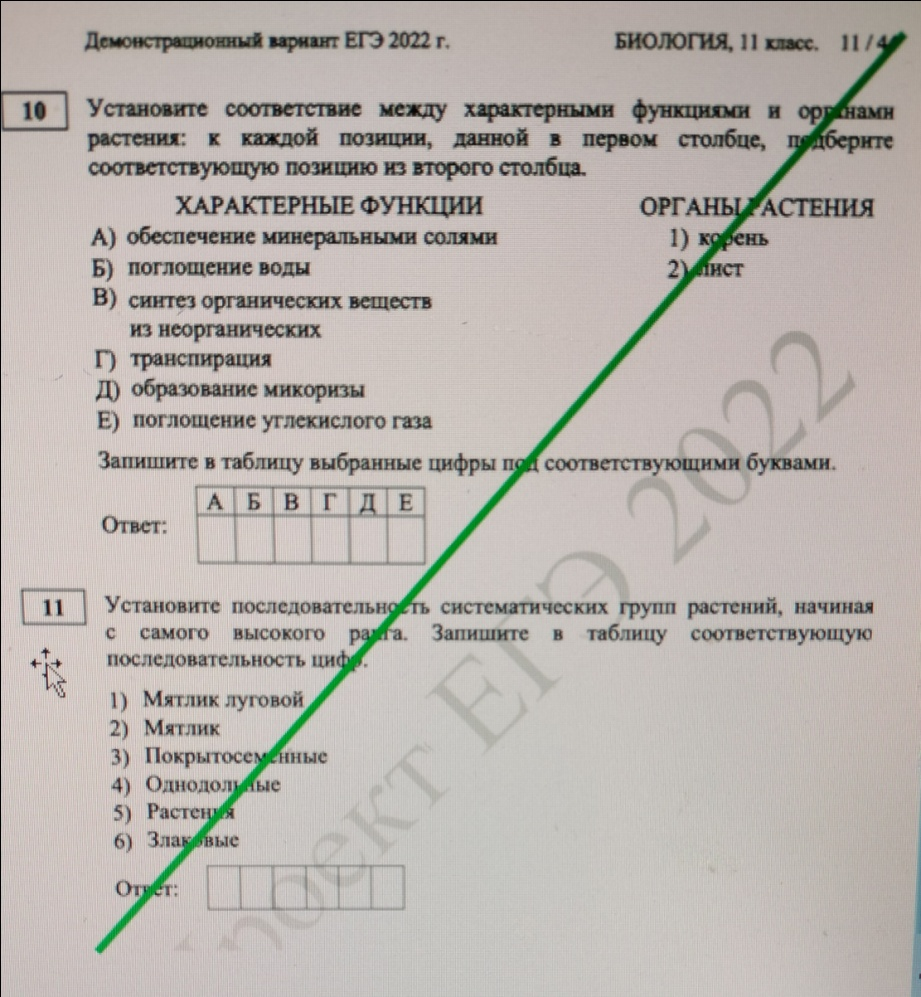 Демонстрационный вариант ЕГЭ 2022 г. БИОЛОГИЯ, 11 класс. 11 / 4
10 Установите соответствие между характерными функциями и органами
растения: к каждой позиции, данной в первом столбце, подберите
соответствующую позицию из второго столбца.
ХАРАКТЕРНЫЕ ФУНКЦИИ ОРГАНЫ РАСТЕНИЯ
А) обеспечение минеральными солями 1) корень
Б) поглощение воды 2) лист
В) синтез органических веществ
из неорганических
Г) транспирация
Д) образование микоризы
Е) поглощение углекислого газа
Запишите в таблицу выбранные цифры под соответствующими буквами.
А Б В Г Д Е
Ответ:
11 Установите последовательность систематических групп растений, начиная
с самого высокого ранга. Запишите в таблицу соответствующую
последовательность цифр.
1) Мятлик луговой
2) Мятлик
3) Покрытосеменные
4) Однодольные
5) Растения
6) Злаковые
Ответ:
Проект ЕГЭ 2022